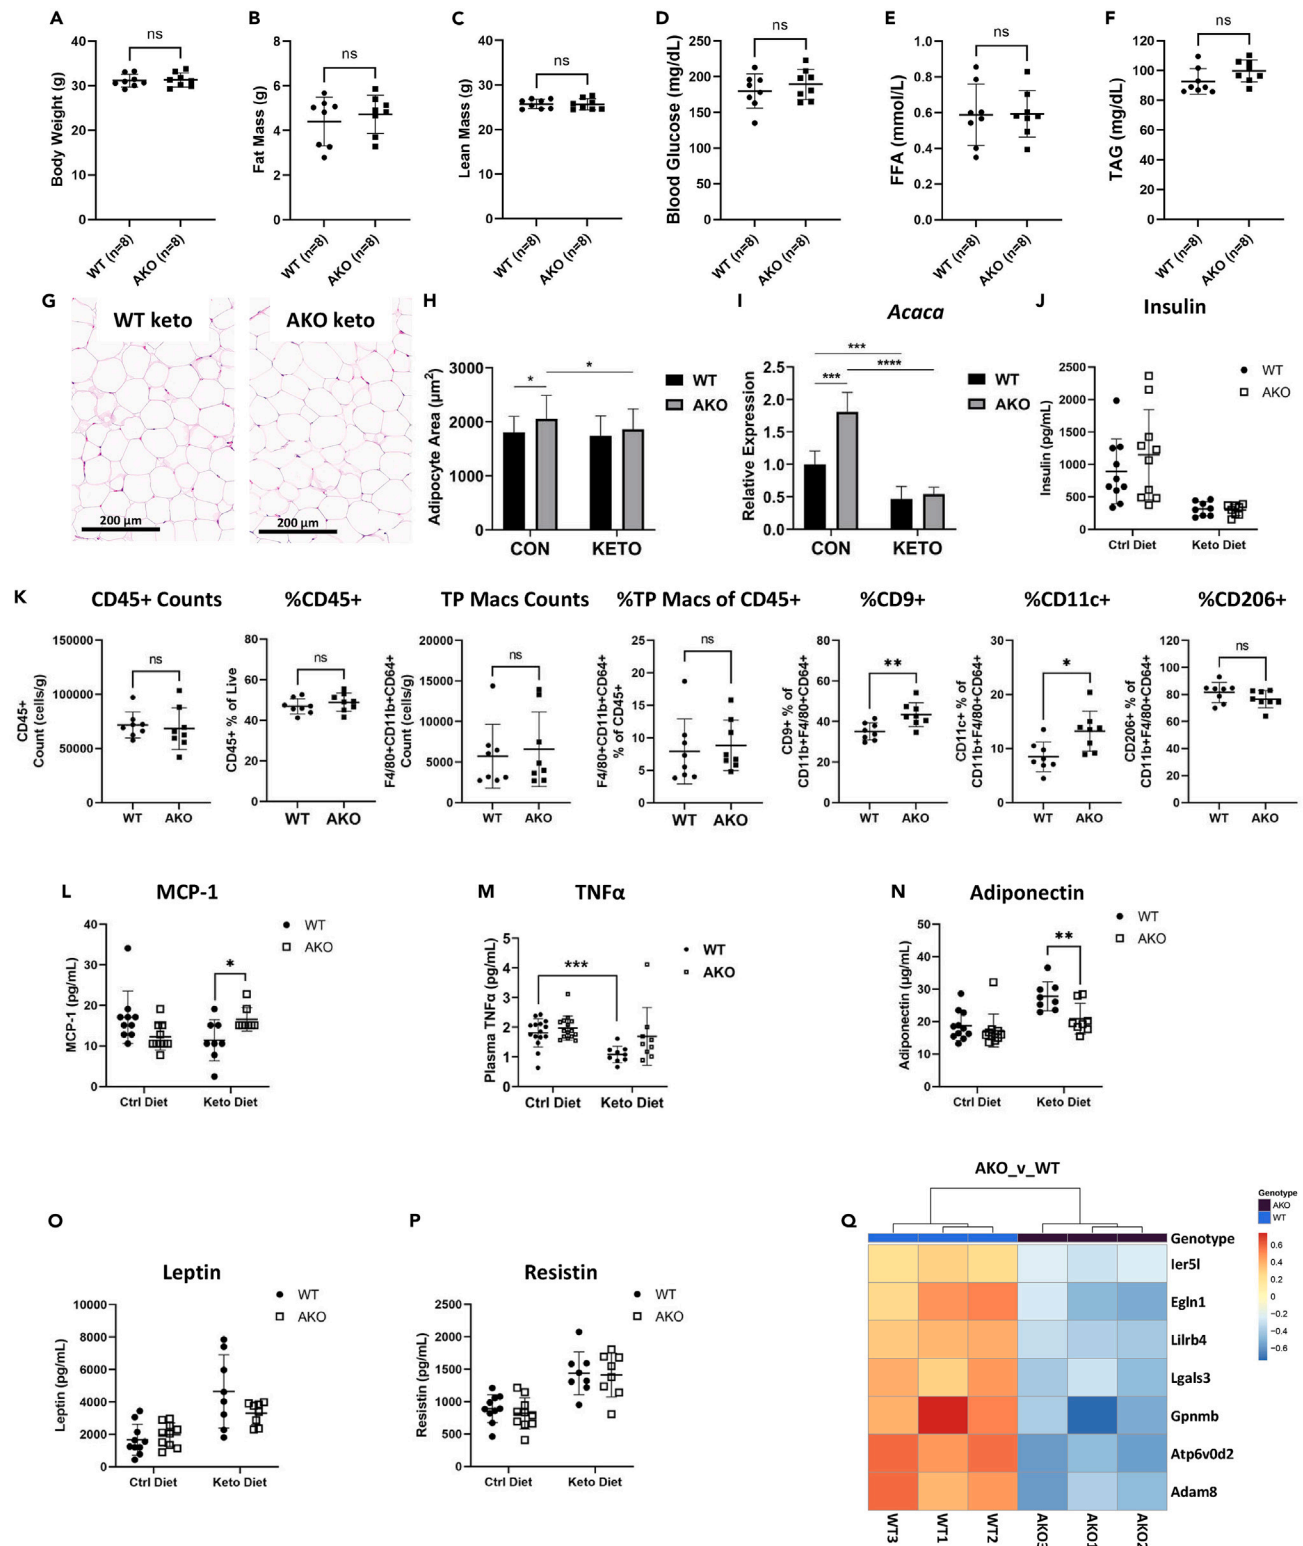 A
B
C
D
E
F
ns
ns
ns
ns
ns
ns
Body Weight (g)
40
30
20
10
0
WT (n=8)
AKO (n=8)
Fat Mass (g)
8
6
4
2
0
WT (n=8)
AKO (n=8)
Lean Mass (g)
40
30
20
10
0
WT (n=8)
AKO (n=8)
Blood Glucose (mg/dL)
250
200
150
100
50
0
WT (n=8)
AKO (n=8)
FFA (mmol/L)
1.0
0.8
0.6
0.4
0.2
0.0
WT (n=8)
AKO (n=8)
TAG (mg/dL)
120
100
80
60
40
20
0
WT (n=8)
AKO (n=8)
G
WT keto
AKO keto
200 µm
200 µm
H
Adipocyte Area (µm²)
3000
2000
1000
0
*
*
CON
KETO
WT
AKO
I
Acaca
Relative Expression
2.5
2.0
1.5
1.0
0.5
0.0
***
****
***
CON
KETO
WT
AKO
J
Insulin
Insulin (pg/mL)
2500
2000
1500
1000
500
0
Ctrl Diet
Keto Diet
WT
AKO
K
CD45+ Counts
CD45+
Count (cells/g)
150000
100000
50000
0
ns
WT
AKO
%CD45+
CD45+ % of Live
80
60
40
20
0
ns
WT
AKO
TP Macs Counts
F4/80+CD11b+CD64+
Count (cells/g)
20000
15000
10000
5000
0
ns
WT
AKO
%TP Macs of CD45+
F4/80+CD11b+CD64+
% of CD45+
25
20
15
10
5
0
ns
WT
AKO
%CD9+
CD9+ % of
CD11b+F4/80+CD64+
80
60
40
20
0
**
WT
AKO
%CD11c+
CD11c+ % of
CD11b+F4/80+CD64+
30
20
10
0
*
WT
AKO
%CD206+
CD206+ % of
CD11b+F4/80+CD64+
120
100
80
60
40
20
0
ns
WT
AKO
L
MCP-1
MCP-1 (pg/mL)
40
30
20
10
0
*
Ctrl Diet
Keto Diet
WT
AKO
M
TNFα
Plasma TNFα (pg/mL)
5
4
3
2
1
0
***
Ctrl Diet
Keto Diet
WT
AKO
N
Adiponectin
Adiponectin (µg/mL)
50
40
30
20
10
0
**
Ctrl Diet
Keto Diet
WT
AKO
O
Leptin
Leptin (pg/mL)
10000
8000
6000
4000
2000
0
Ctrl Diet
Keto Diet
WT
AKO
P
Resistin
Resistin (pg/mL)
2500
2000
1500
1000
500
0
Ctrl Diet
Keto Diet
WT
AKO
Q
AKO_v_WT
Genotype
AKO
WT
0.6
0.4
0.2
0
−0.2
−0.4
−0.6
Genotype
Ier5l
Egln1
Lilrb4
Lgals3
Gpnmb
Atp6v0d2
Adam8
WT3
WT1
WT2
AKO3
AKO1
AKO2